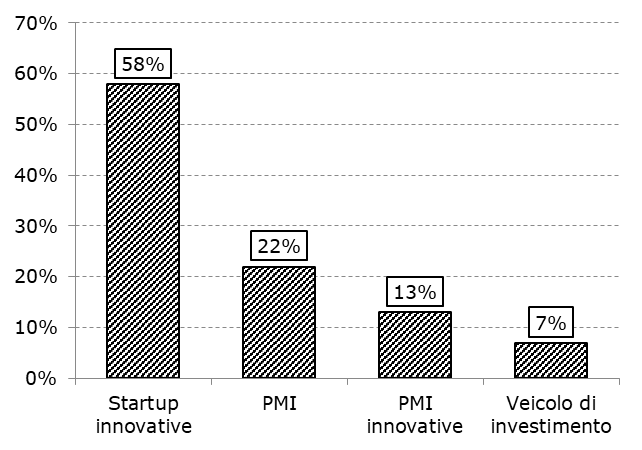 70%
60%
50%
40%
30%
20%
10%
0%
58%
22%
13%
7%
Startup
innovative
PMI
PMI
innovative
Veicolo di
investimento